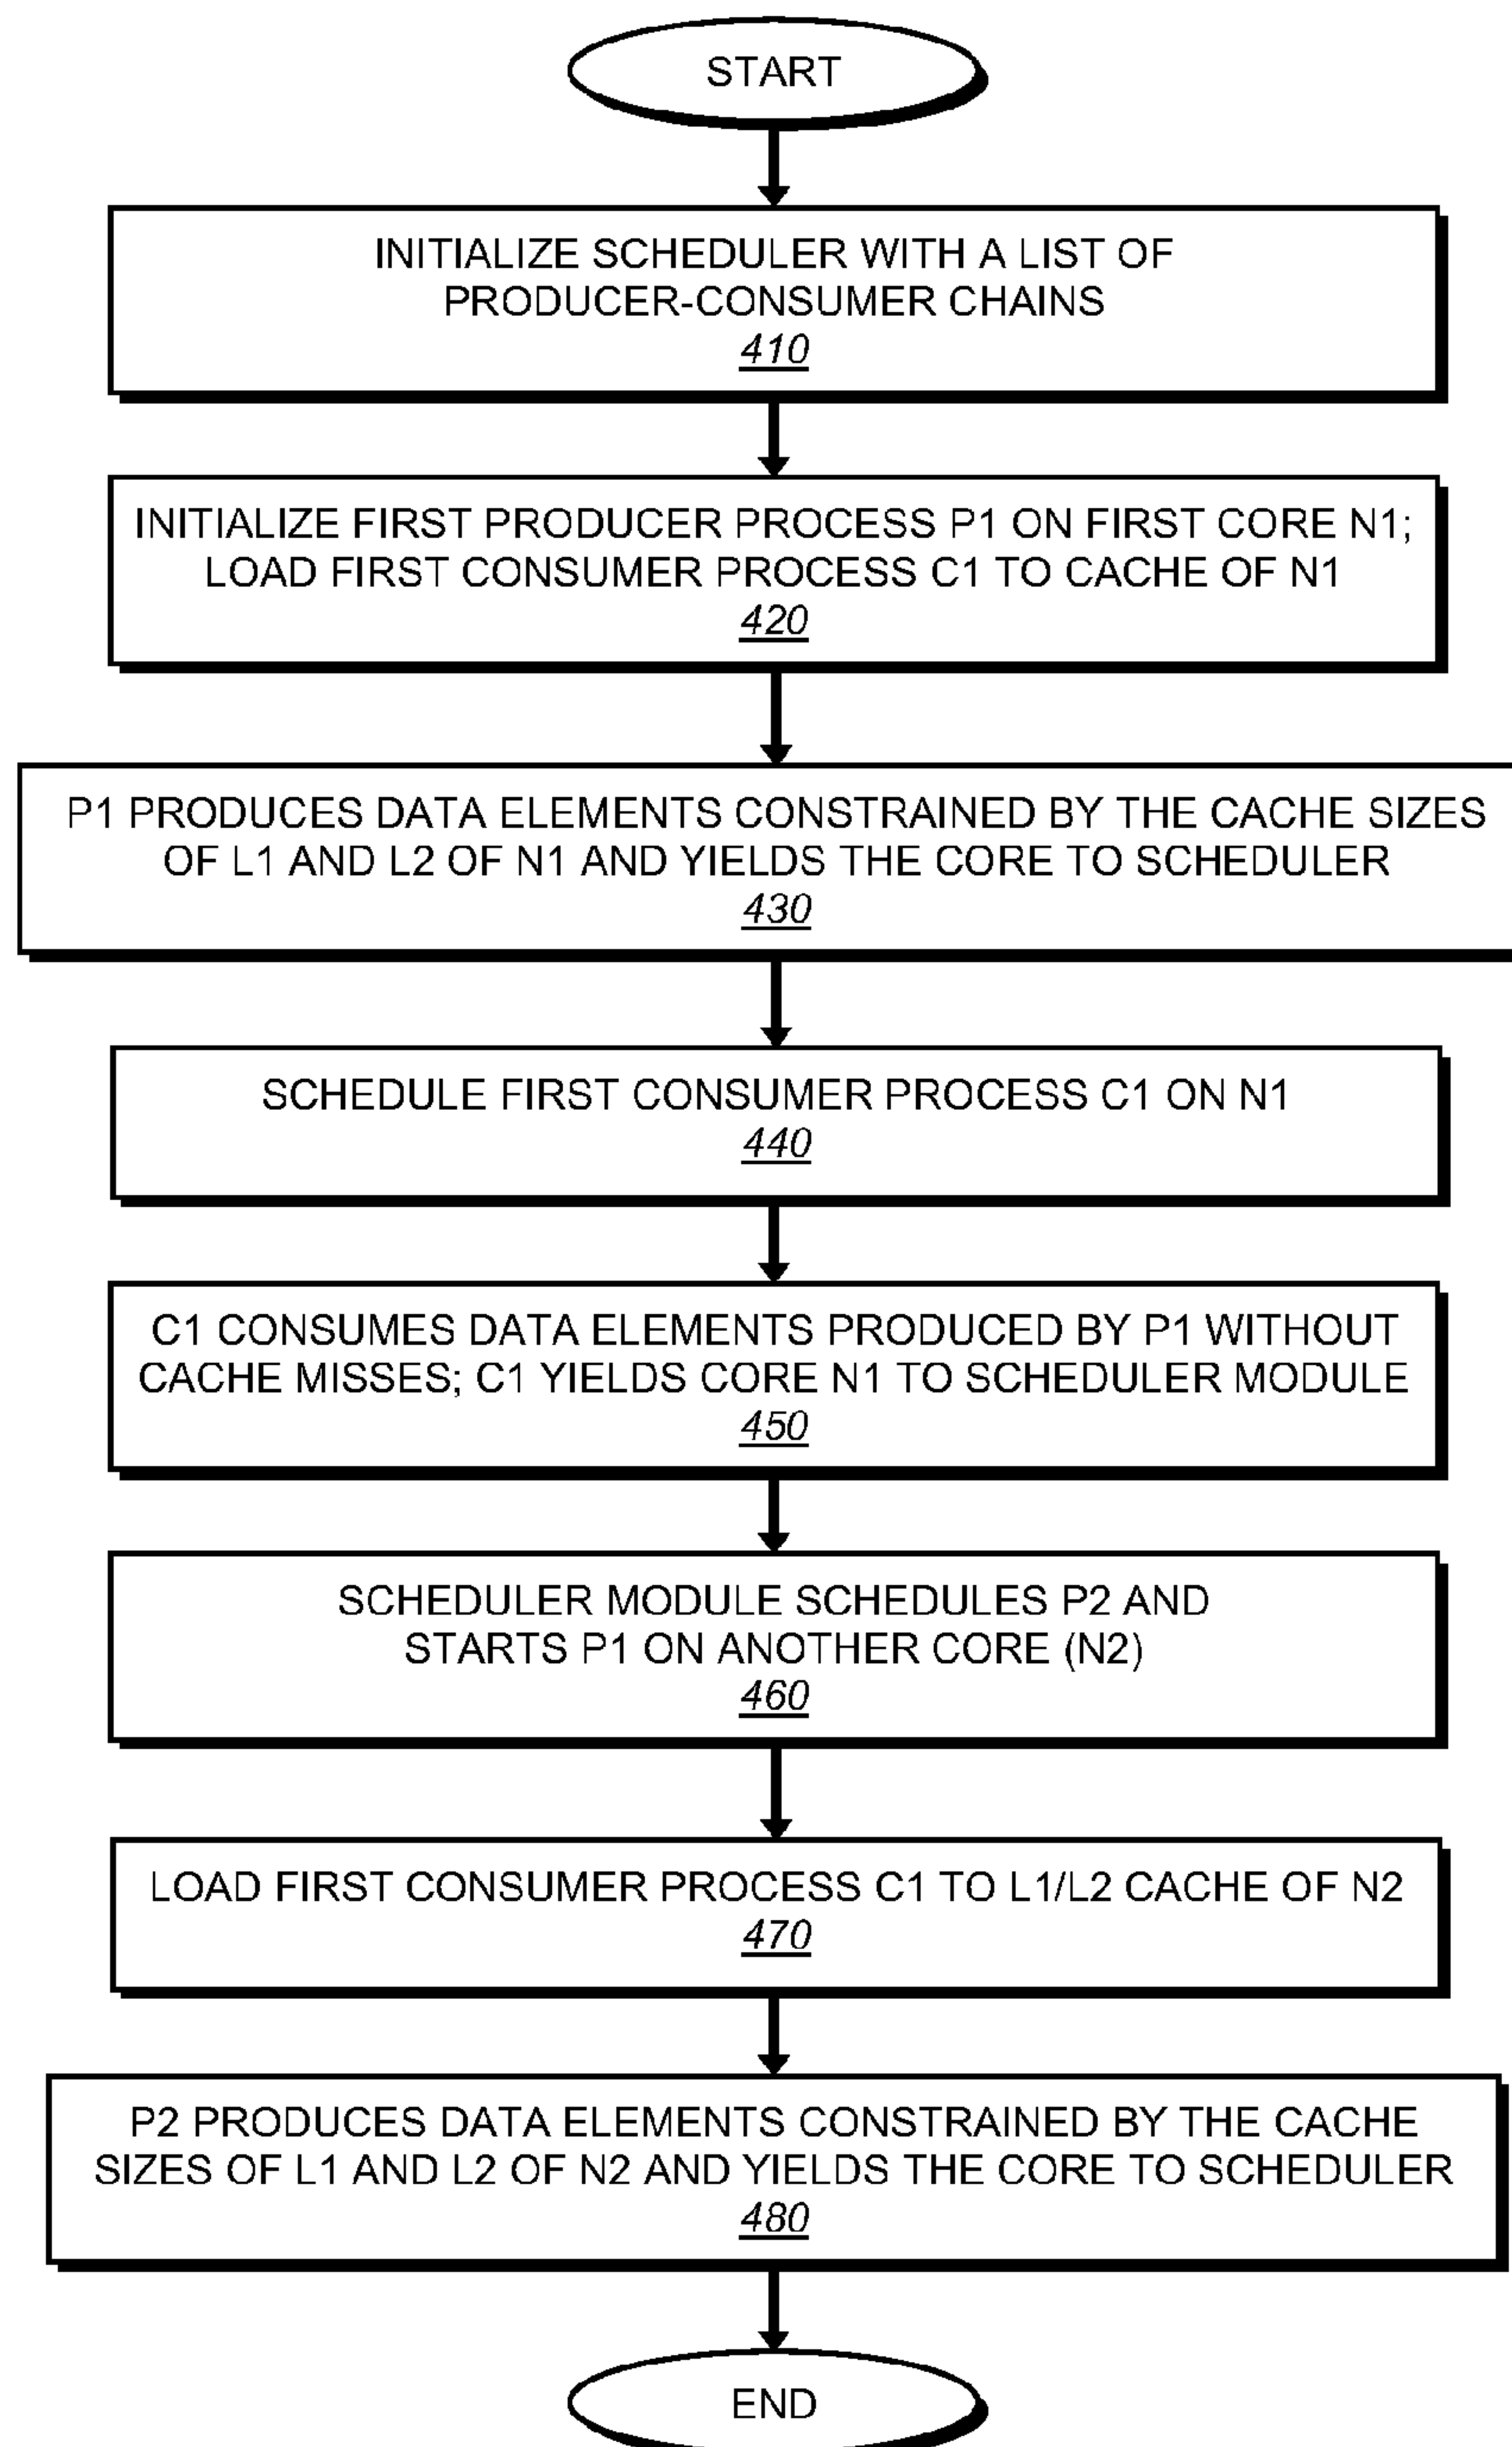 START
INITIALIZE SCHEDULER WITH A LIST OF
PRODUCER-CONSUMER CHAINS
410
INITIALIZE FIRST PRODUCER PROCESS P1 ON FIRST CORE N1;
LOAD FIRST CONSUMER PROCESS C1 TO CACHE OF N1
420
P1 PRODUCES DATA ELEMENTS CONSTRAINED BY THE CACHE SIZES
OF L1 AND L2 OF N1 AND YIELDS THE CORE TO SCHEDULER
430
SCHEDULE FIRST CONSUMER PROCESS C1 ON N1
440
C1 CONSUMES DATA ELEMENTS PRODUCED BY P1 WITHOUT
CACHE MISSES; C1 YIELDS CORE N1 TO SCHEDULER MODULE
450
SCHEDULER MODULE SCHEDULES P2 AND
STARTS P1 ON ANOTHER CORE (N2)
460
LOAD FIRST CONSUMER PROCESS C1 TO L1/L2 CACHE OF N2
470
P2 PRODUCES DATA ELEMENTS CONSTRAINED BY THE CACHE
SIZES OF L1 AND L2 OF N2 AND YIELDS THE CORE TO SCHEDULER
480
END